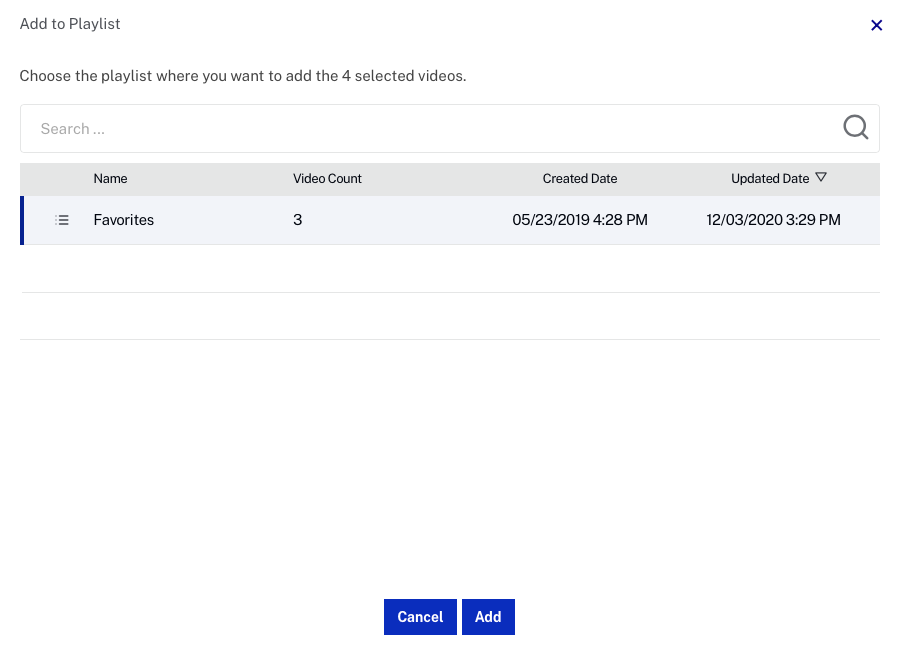 Add to Playlist
Choose the playlist where you want to add the 4 selected videos.
Search ...
Name Video Count Created Date Updated Date
Favorites 3 05/23/2019 4:28 PM 12/03/2020 3:29 PM
Cancel Add